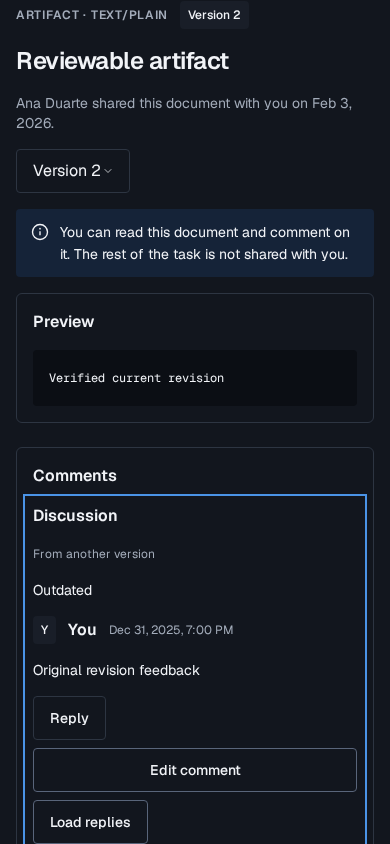 ARTIFACT · TEXT/PLAIN Version 2
Reviewable artifact
Ana Duarte shared this document with you on Feb 3,
2026.
Version 2
You can read this document and comment on
it. The rest of the task is not shared with you.
Preview
Verified current revision
Comments
Discussion
From another version
Outdated
Y You Dec 31, 2025, 7:00 PM
Original revision feedback
Reply
Edit comment
Load replies